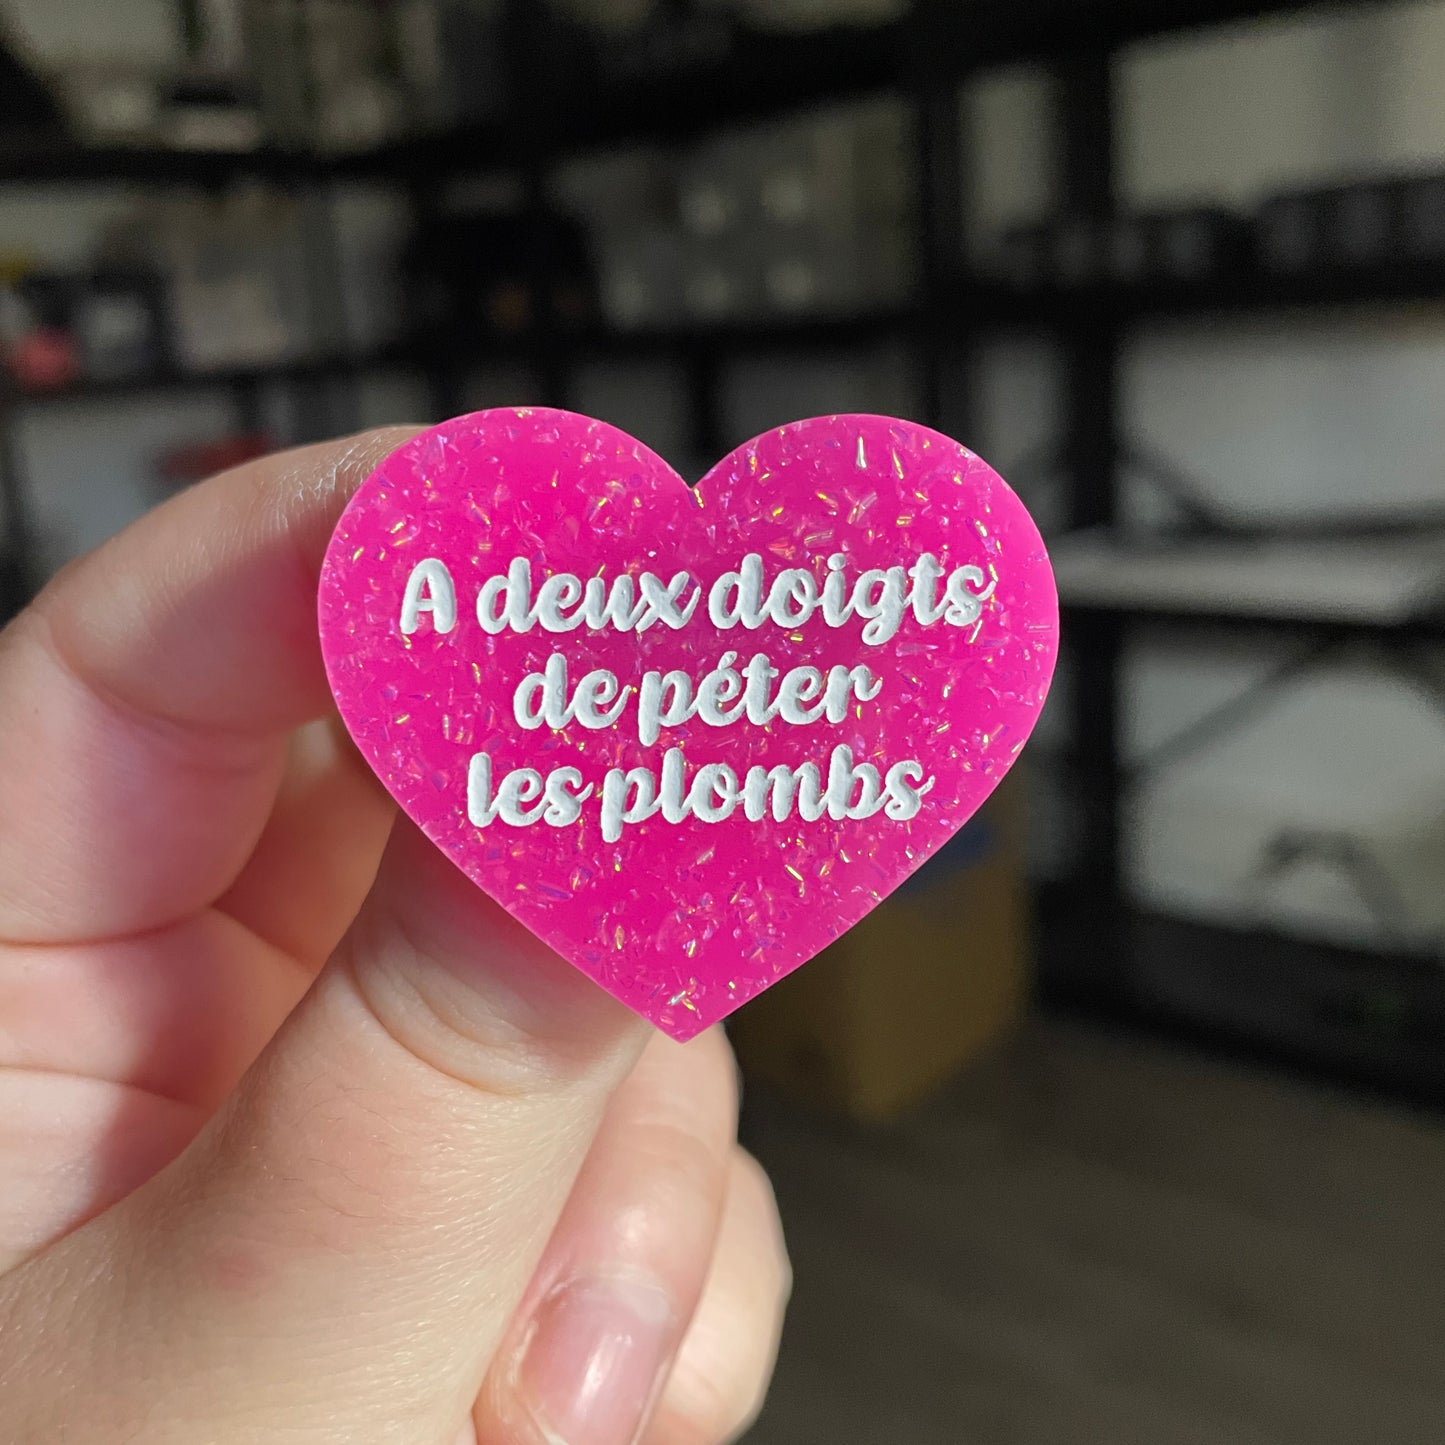 A deux doigts
de péter
les plombs